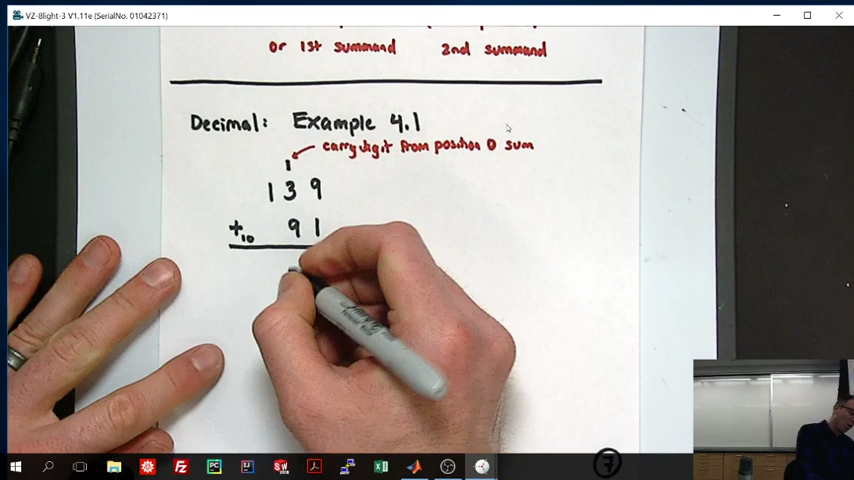 VZ-8light-3 V1.11e (SerialNo. 01042371)
or 1st summand 2nd summand
Decimal: Example 4.1
carry digit from position 0 sum
1
1 3 9
+10 9 1
7